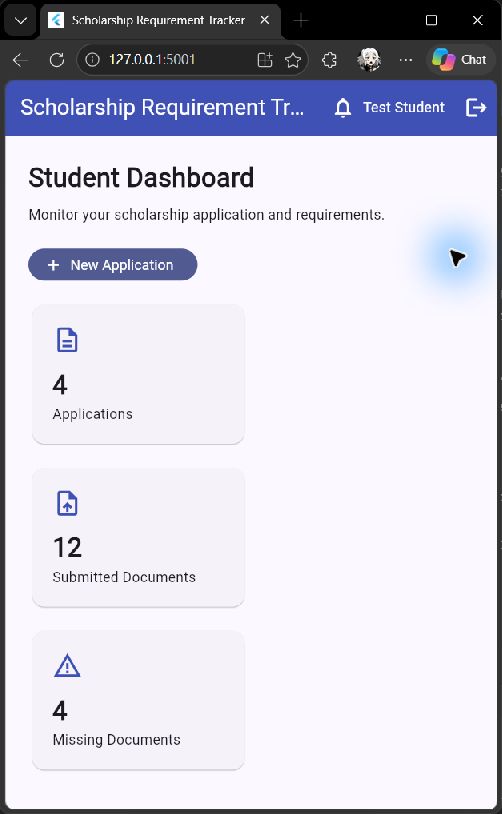 Scholarship Requirement Tracker
127.0.0.1:5001
Chat
Scholarship Requirement Tr...
Test Student
Student Dashboard
Monitor your scholarship application and requirements.
+ New Application
4
Applications
12
Submitted Documents
4
Missing Documents